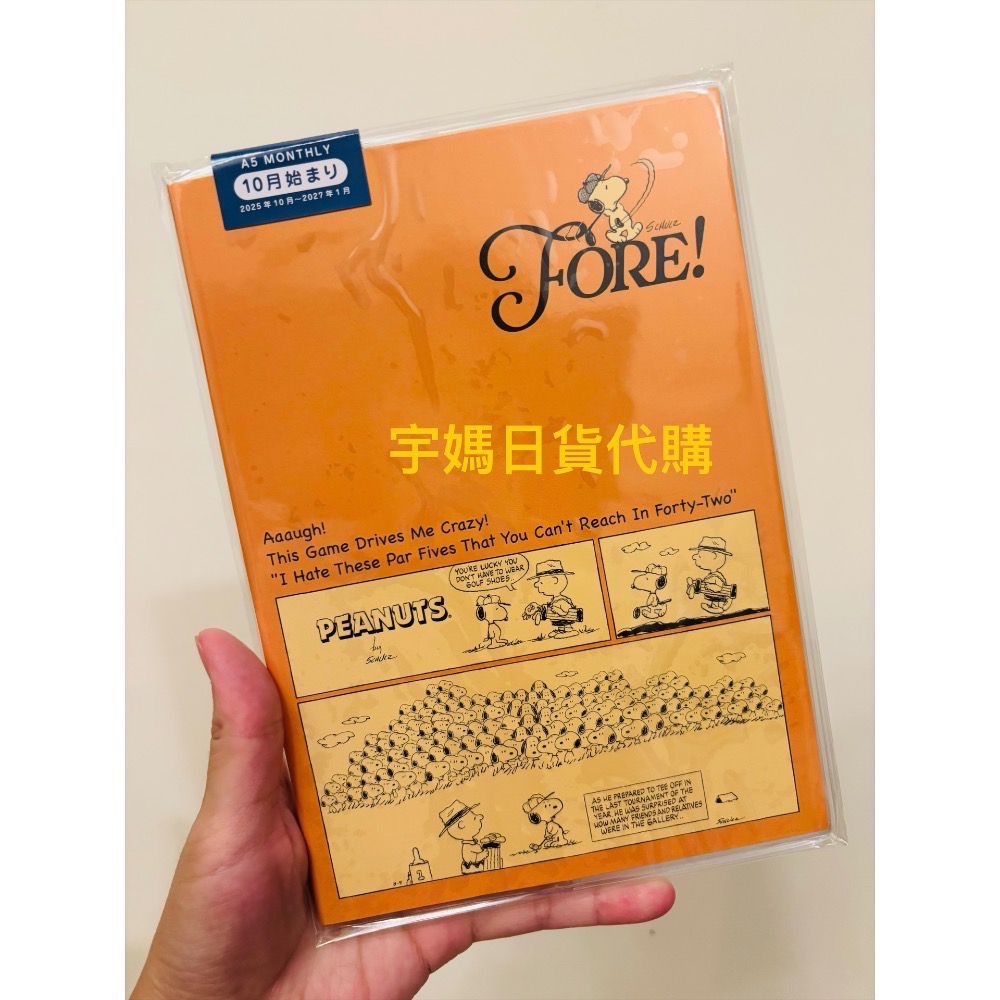 A5 MONTHLY
10月始まり
2025年10月～2027年1月
SCHULZ
FORE!
宇媽日貨代購
Aaaugh!
This Game Drives Me Crazy!
"I Hate These Par Fives That You Can't Reach In Forty-Two"
YOU'RE LUCKY YOU
DON'T HAVE TO WEAR
GOLF SHOES...
PEANUTS
by
SCHULZ
AS HE PREPARED TO TEE OFF IN
THE LAST TOURNAMENT OF THE
YEAR, HE WAS SURPRISED AT
HOW MANY FRIENDS AND RELATIVES
WERE IN THE GALLERY...
SCHULZ
8-9
2